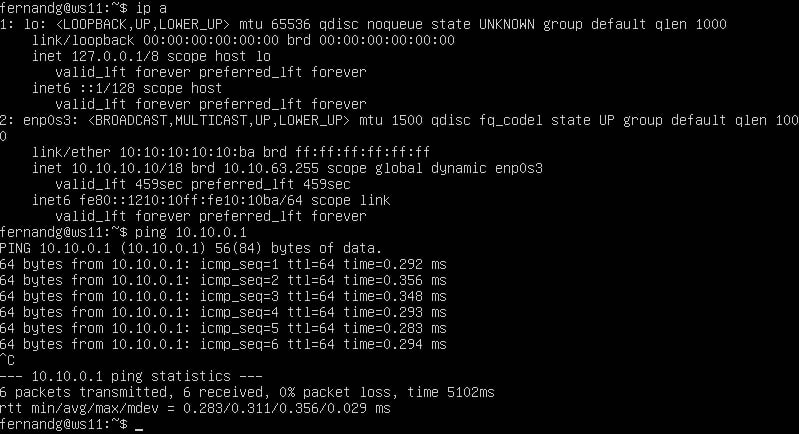 fernandg@ws11:~$ ip a
1: lo: <LOOPBACK,UP,LOWER_UP> mtu 65536 qdisc noqueue state UNKNOWN group default qlen 1000
    link/loopback 00:00:00:00:00:00 brd 00:00:00:00:00:00
    inet 127.0.0.1/8 scope host lo
       valid_lft forever preferred_lft forever
    inet6 ::1/128 scope host
       valid_lft forever preferred_lft forever
2: enp0s3: <BROADCAST,MULTICAST,UP,LOWER_UP> mtu 1500 qdisc fq_codel state UP group default qlen 100
0
    link/ether 10:10:10:10:10:ba brd ff:ff:ff:ff:ff:ff
    inet 10.10.10.10/18 brd 10.10.63.255 scope global dynamic enp0s3
       valid_lft 459sec preferred_lft 459sec
    inet6 fe80::1210:10ff:fe10:10ba/64 scope link
       valid_lft forever preferred_lft forever
fernandg@ws11:~$ ping 10.10.0.1
PING 10.10.0.1 (10.10.0.1) 56(84) bytes of data.
64 bytes from 10.10.0.1: icmp_seq=1 ttl=64 time=0.292 ms
64 bytes from 10.10.0.1: icmp_seq=2 ttl=64 time=0.356 ms
64 bytes from 10.10.0.1: icmp_seq=3 ttl=64 time=0.348 ms
64 bytes from 10.10.0.1: icmp_seq=4 ttl=64 time=0.293 ms
64 bytes from 10.10.0.1: icmp_seq=5 ttl=64 time=0.283 ms
64 bytes from 10.10.0.1: icmp_seq=6 ttl=64 time=0.294 ms
^C
--- 10.10.0.1 ping statistics ---
6 packets transmitted, 6 received, 0% packet loss, time 5102ms
rtt min/avg/max/mdev = 0.283/0.311/0.356/0.029 ms
fernandg@ws11:~$ _